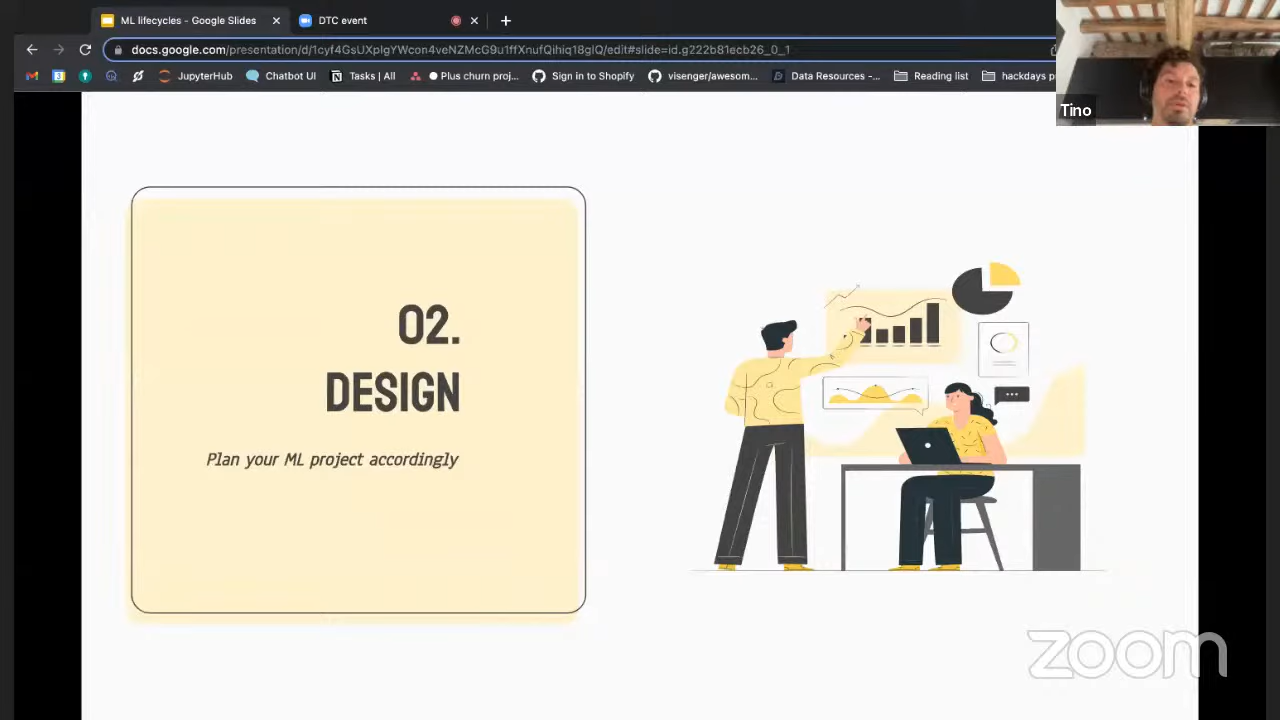 ML lifecycles - Google Slides
DTC event
docs.google.com/presentation/d/1cyf4GsUXpIgYWcon4veNZMcG9u1ffXnufQihiq18glQ/edit#slide=id.g222b81ecb26_0_1
JupyterHub
Chatbot UI
Tasks | All
Plus churn proj...
Sign in to Shopify
visenger/awesom...
Data Resources -...
Reading list
hackdays p
Tino
02.
DESIGN
Plan your ML project accordingly
zoom